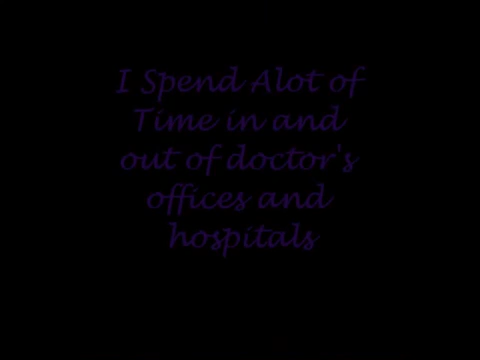 I Spend Alot of
Time in and
out of doctor's
offices and
hospitals